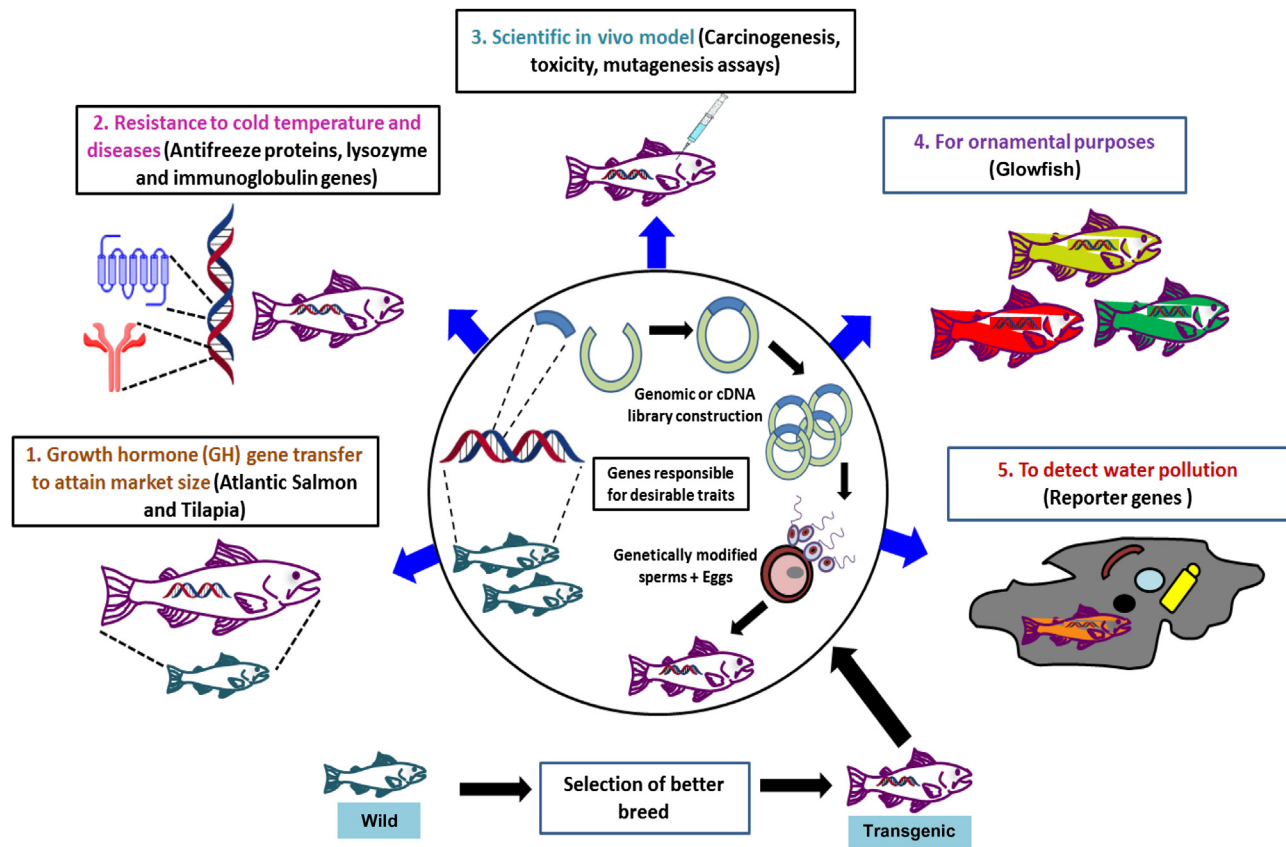 3. Scientific in vivo model (Carcinogenesis,
toxicity, mutagenesis assays)
2. Resistance to cold temperature and
diseases (Antifreeze proteins, lysozyme
and immunoglobulin genes)
4. For ornamental purposes
(Glowfish)
Genomic or cDNA
library construction
1. Growth hormone (GH) gene transfer
to attain market size (Atlantic Salmon
and Tilapia)
Genes responsible
for desirable traits
5. To detect water pollution
(Reporter genes )
Genetically modified
sperms + Eggs
Selection of better
breed
Wild
Transgenic